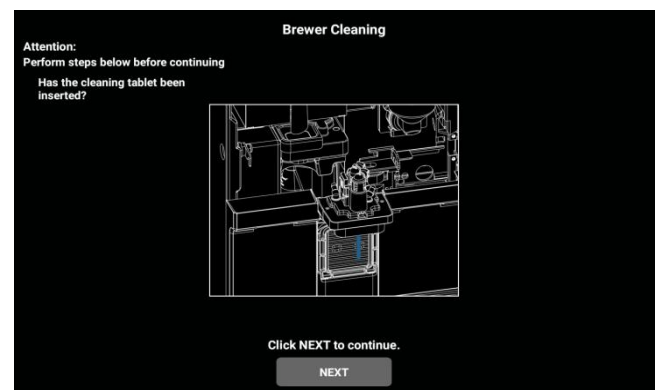 Brewer Cleaning
Attention:
Perform steps below before continuing
Has the cleaning tablet been
inserted?
Click NEXT to continue.
NEXT